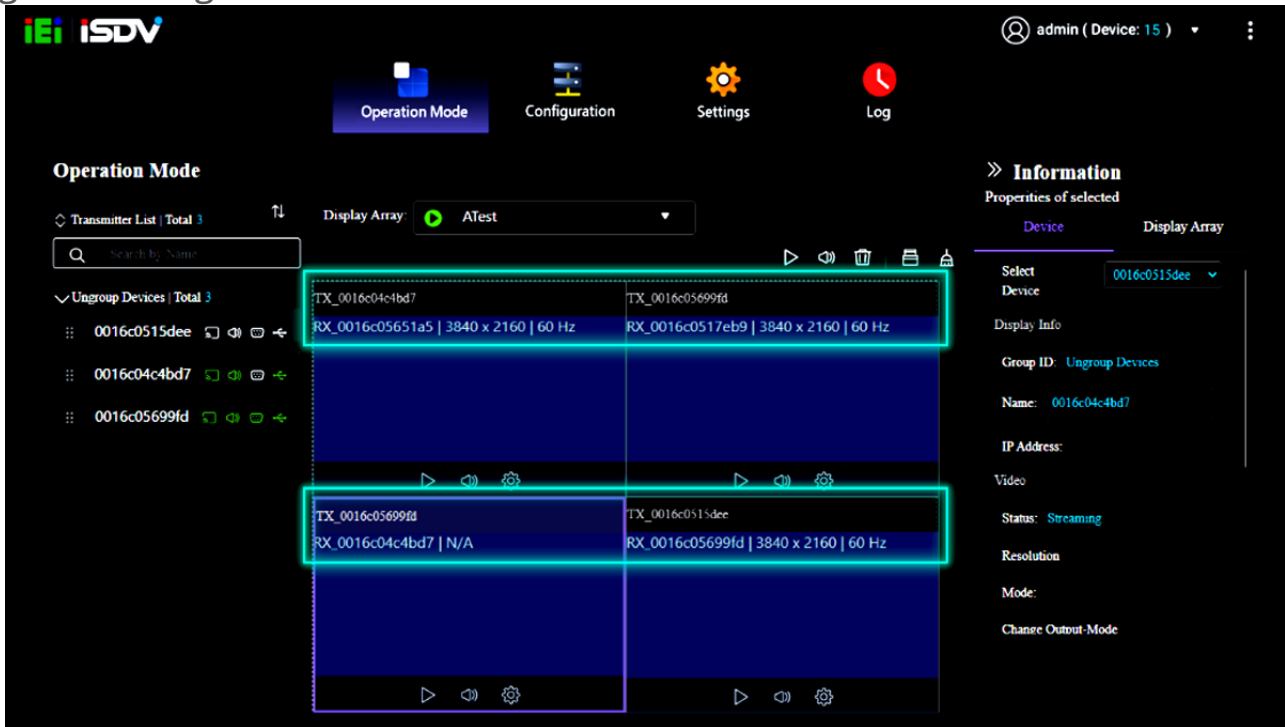 iEi iSDV
admin ( Device: 15 )
Operation Mode
Configuration
Settings
Log
Operation Mode
Transmitter List | Total 3
Search by Name
Ungroup Devices | Total 3
0016c0515dee
0016c04c4bd7
0016c05699fd
Display Array: ATest
TX_0016c04c4bd7
RX_0016c05651a5 | 3840 x 2160 | 60 Hz
TX_0016c05699fd
RX_0016c0517eb9 | 3840 x 2160 | 60 Hz
TX_0016c05699fd
RX_0016c04c4bd7 | N/A
TX_0016c0515dee
RX_0016c05699fd | 3840 x 2160 | 60 Hz
Information
Properities of selected
Device
Display Array
Select
Device
0016c0515dee
Display Info
Group ID: Ungroup Devices
Name: 0016c04c4bd7
IP Address:
Video
Status: Streaming
Resolution
Mode:
Change Output-Mode